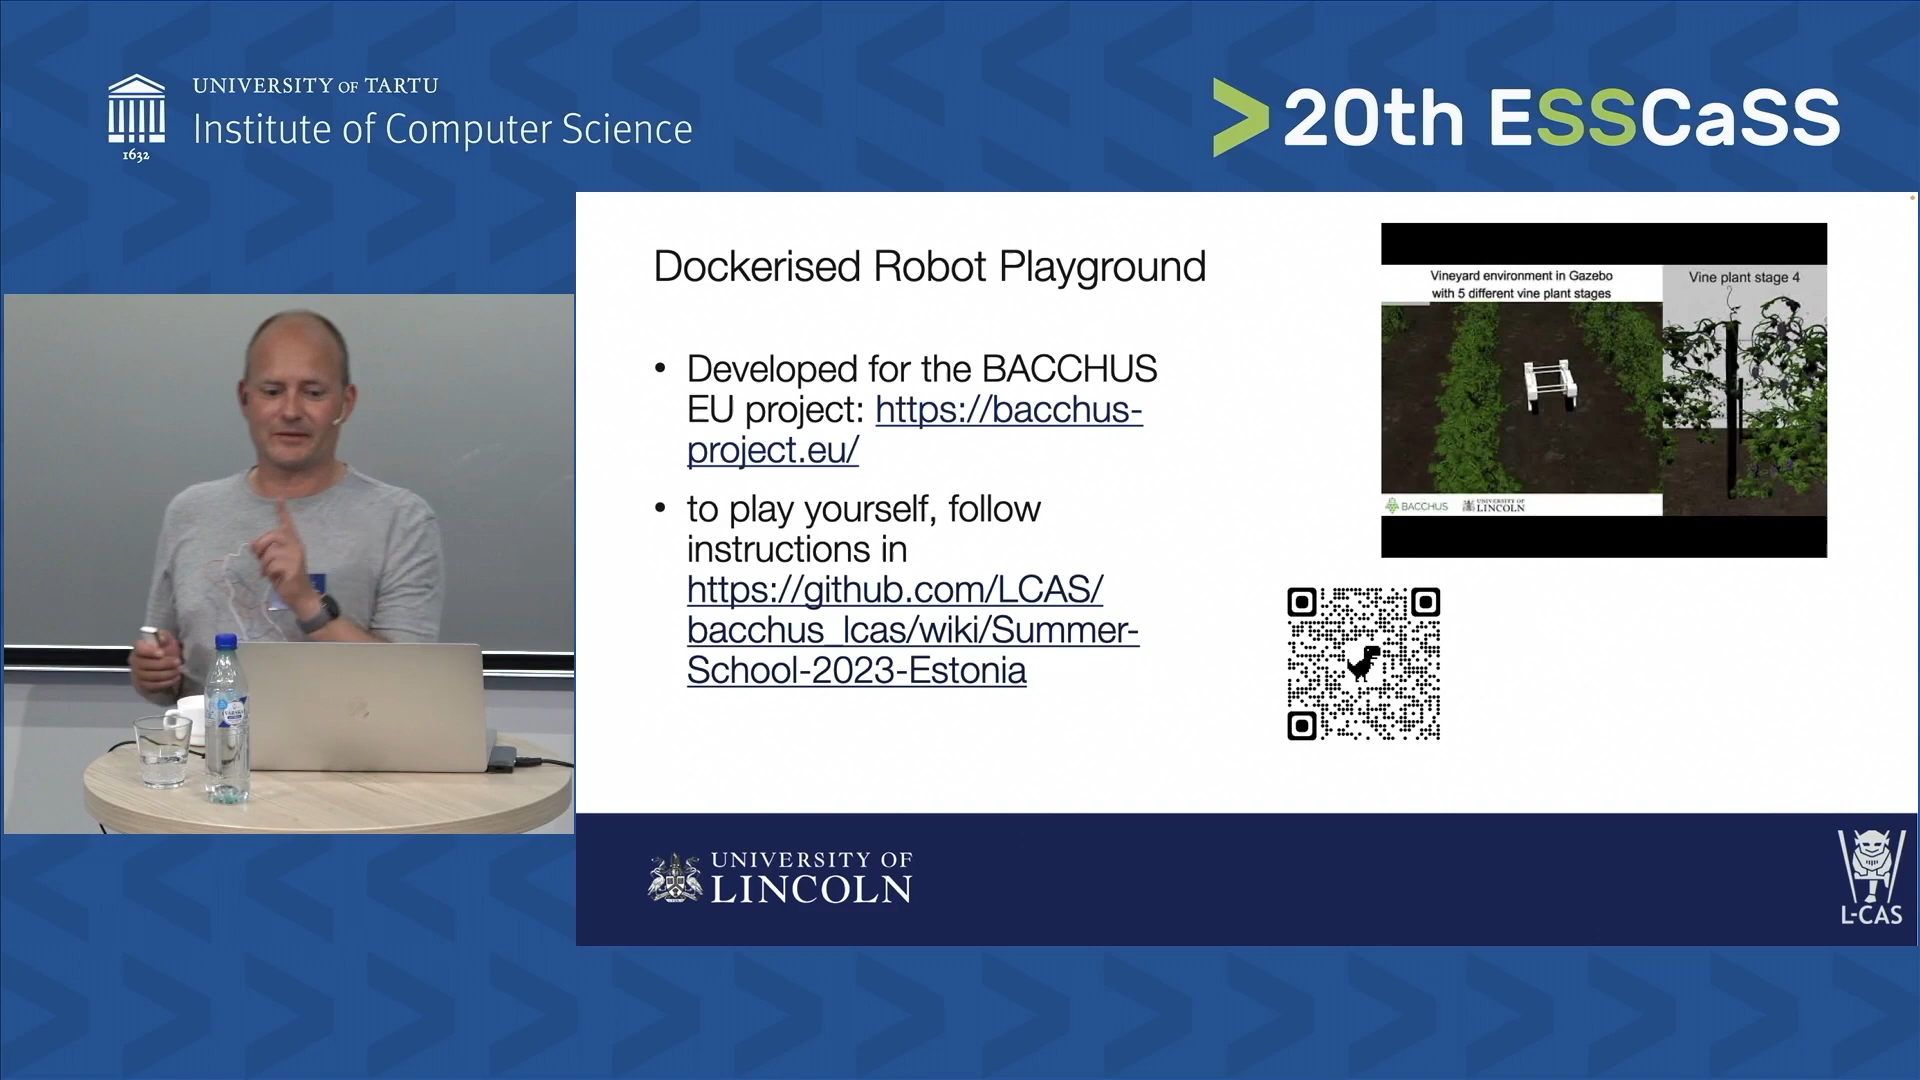 UNIVERSITY OF TARTU
Institute of Computer Science
1632
>20th ESSCaSS
Dockerised Robot Playground
• Developed for the BACCHUS
EU project: https://bacchus-
project.eu/
• to play yourself, follow
instructions in
https://github.com/LCAS/
bacchus_lcas/wiki/Summer-
School-2023-Estonia
Vineyard environment in Gazebo
with 5 different vine plant stages
Vine plant stage 4
BACCHUS
UNIVERSITY OF
LINCOLN
UNIVERSITY OF
LINCOLN
L-CAS